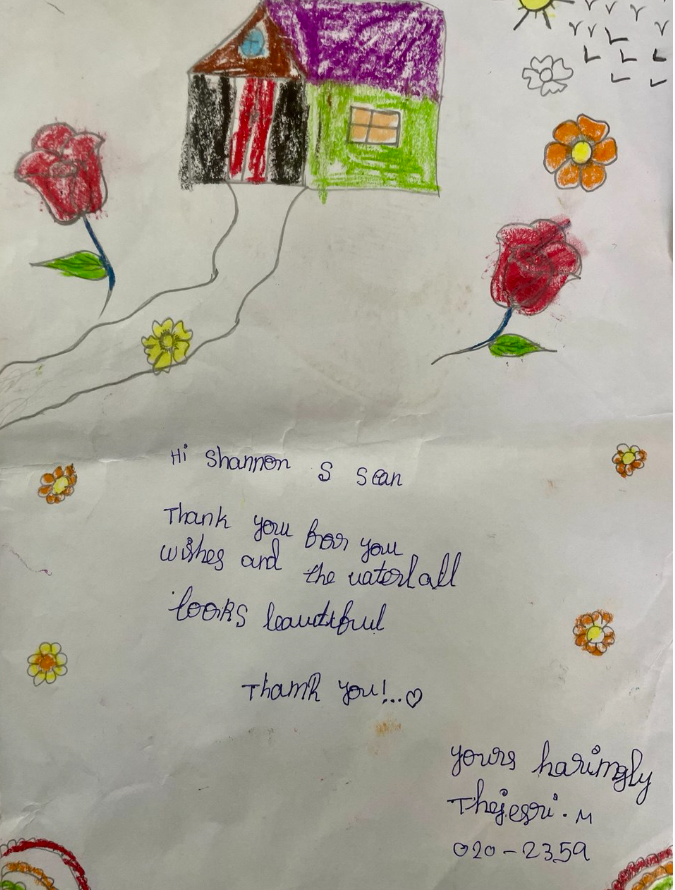 Hi Shannon S Sean
Thank you for you
wishes and the waterfall
looks beautiful
Thank you!..♡
yours haringly
Thejesri. M
020-2359